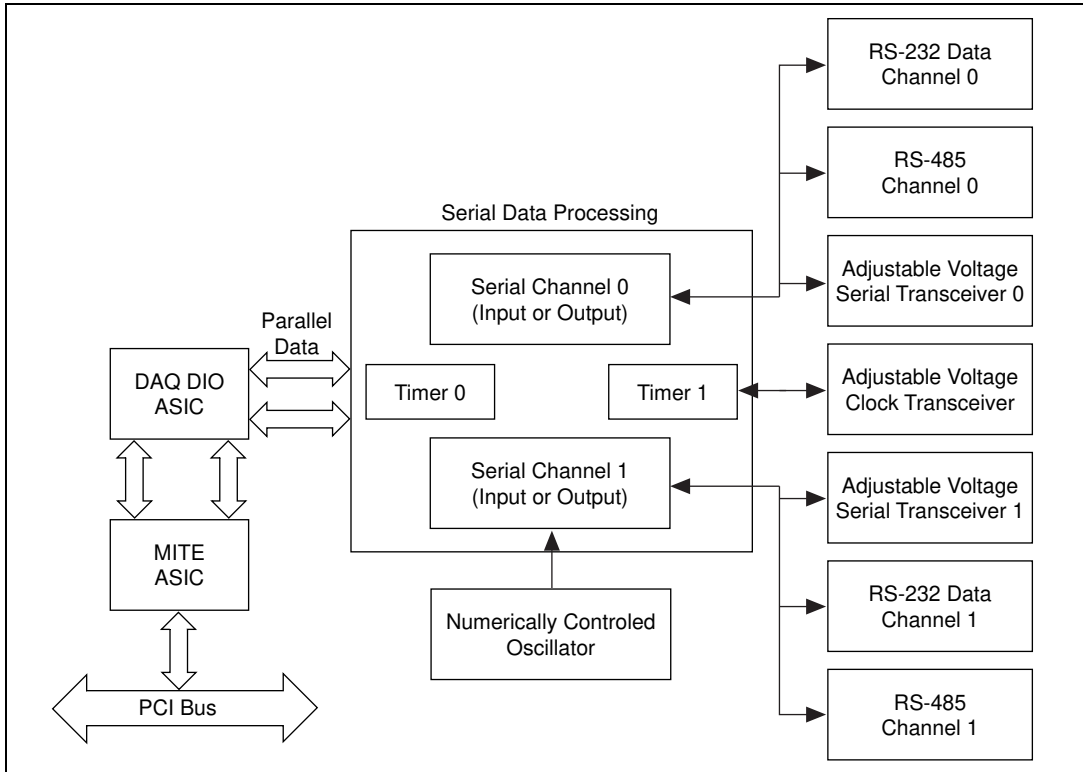 RS-232 Data
Channel 0
RS-485
Channel 0
Serial Data Processing
Adjustable Voltage
Serial Transceiver 0
Serial Channel 0
(Input or Output)
Parallel
Data
DAQ DIO
ASIC
Timer 0
Timer 1
Adjustable Voltage
Clock Transceiver
Serial Channel 1
(Input or Output)
Adjustable Voltage
Serial Transceiver 1
MITE
ASIC
RS-232 Data
Channel 1
Numerically Controled
Oscillator
PCI Bus
RS-485
Channel 1